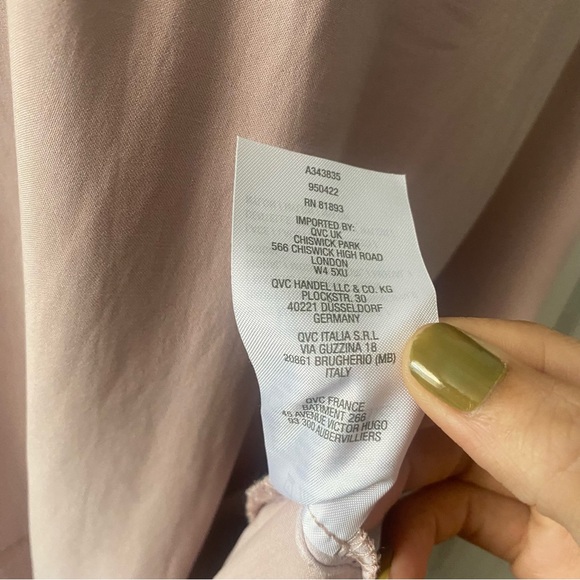 A343835
950422
RN 81893
IMPORTED BY:
QVC UK
CHISWICK PARK
566 CHISWICK HIGH ROAD
LONDON
W4 5XU
QVC HANDEL LLC & CO. KG
PLOCKSTR. 30
40221 DÜSSELDORF
GERMANY
QVC ITALIA S.R.L
VIA GUZZINA 18
20861 BRUGHERIO (MB)
ITALY
QVC FRANCE
BATIMENT 266
45 AVENUE VICTOR HUGO
93 300 AUBERVILLIERS